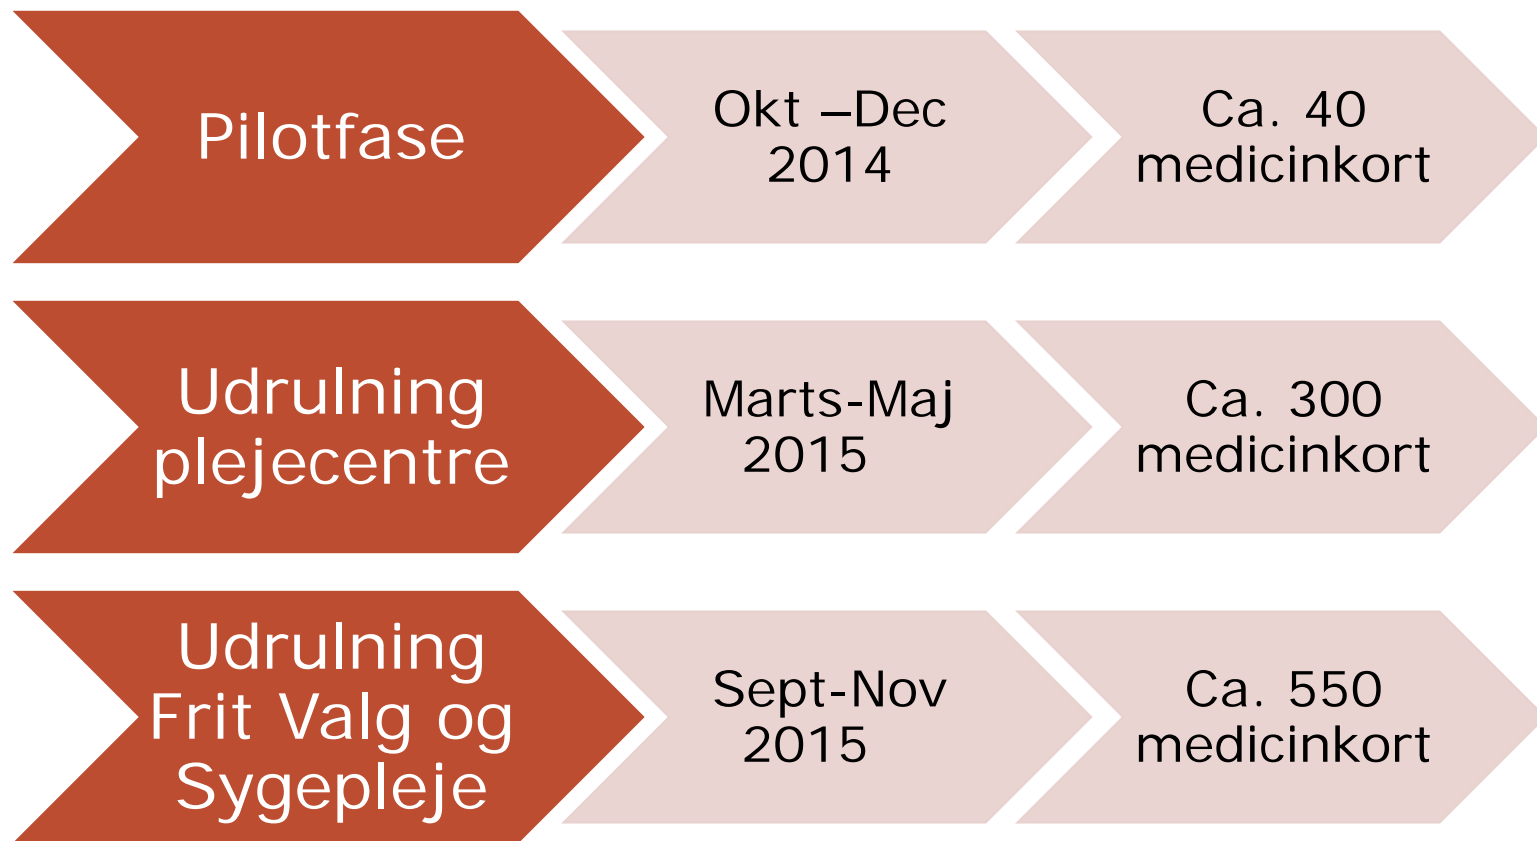 Pilotfase
Okt –Dec
2014
Ca. 40
medicinkort
Udrulning
plejecentre
Marts-Maj
2015
Ca. 300
medicinkort
Udrulning
Frit Valg og
Sygepleje
Sept-Nov
2015
Ca. 550
medicinkort